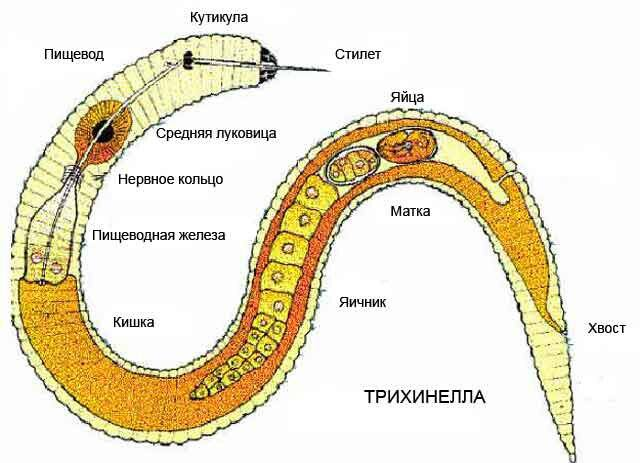 Кутикула
Пищевод
Стилет
Яйца
Средняя луковица
Нервное кольцо
Матка
Пищеводная железа
Яичник
Кишка
Хвост
ТРИХИНЕЛЛА